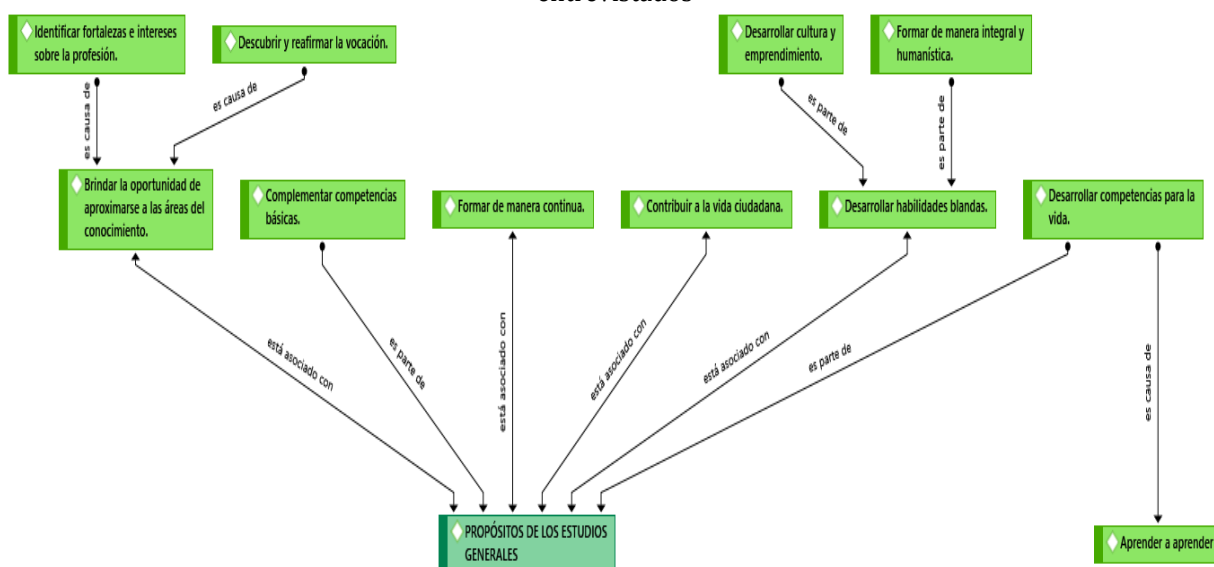 entrevistados
Identificar fortalezas e intereses
sobre la profesión.
Descubrir y reafirmar la vocación.
Desarrollar cultura y
emprendimiento.
Formar de manera integral y
humanística.
es causa de
es causa de
es parte de
es parte de
Brindar la oportunidad de
aproximarse a las áreas del
conocimiento.
Complementar competencias
básicas.
Formar de manera continua.
Contribuir a la vida ciudadana.
Desarrollar habilidades blandas.
Desarrollar competencias para la
vida.
está asociado con
es parte de
está asociado con
está asociado con
está asociado con
es parte de
es causa de
PROPÓSITOS DE LOS ESTUDIOS
GENERALES
Aprender a aprender